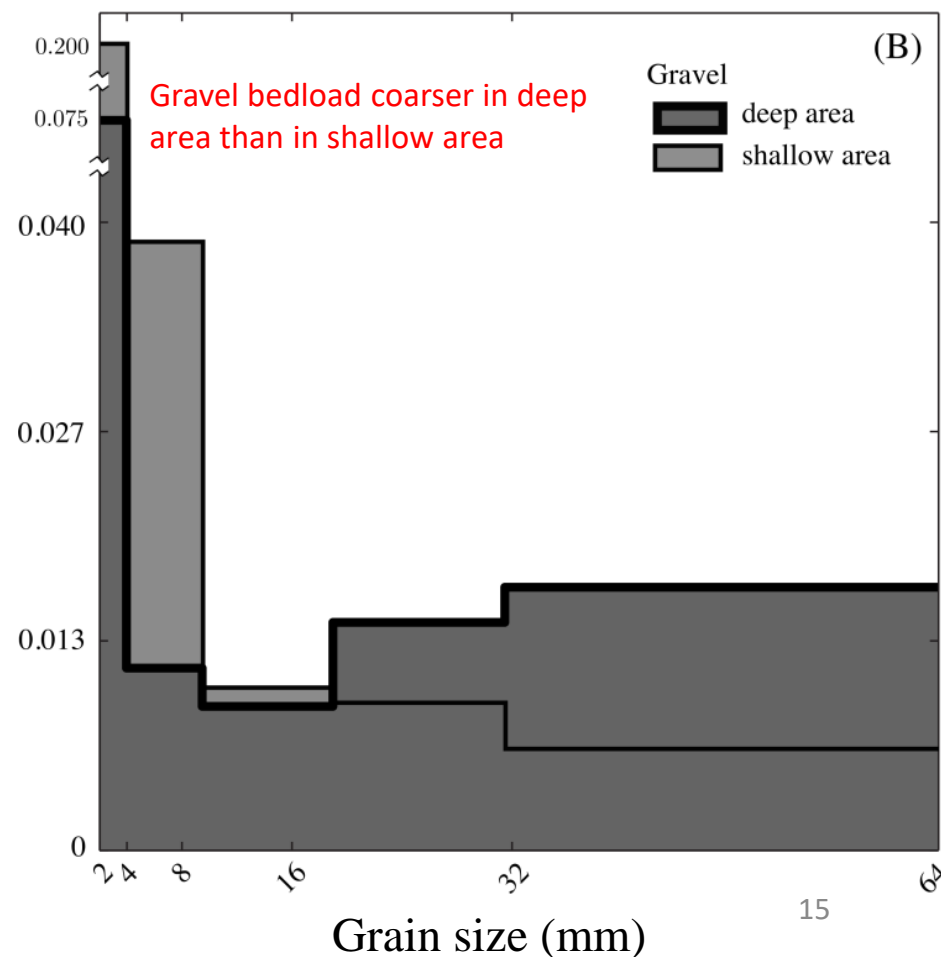 (B)
0.200
0.075
0.040
0.027
0.013
0
Gravel bedload coarser in deep
area than in shallow area
Gravel
deep area
shallow area
2 4 8 16 32 64
Grain size (mm)
15